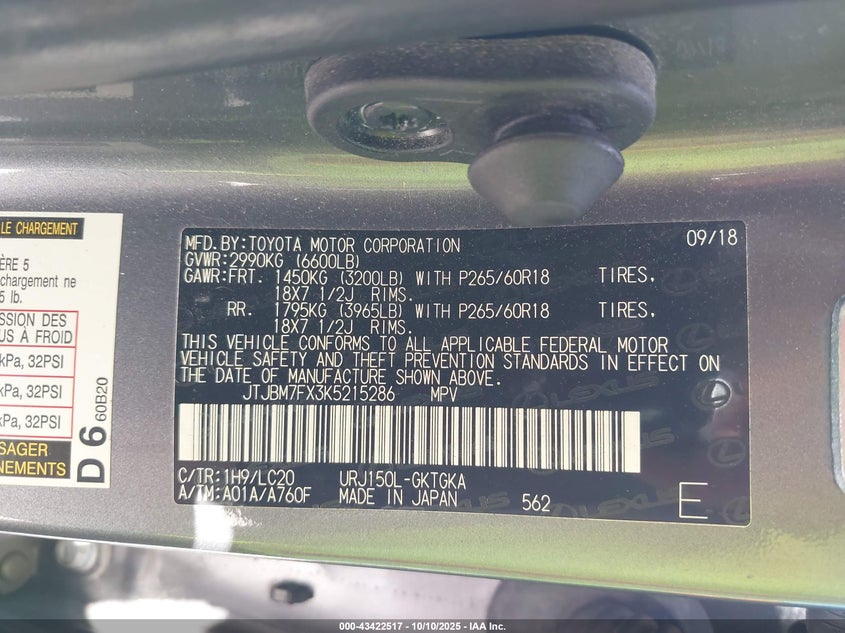 LE CHARGEMENT
ÈRE 5
chargement ne
5 lb.
SSION DES
US À FROID
kPa, 32PSI
kPa, 32PSI
kPa, 32PSI
SAGER
NEMENTS
D 6 60B20
MFD.BY:TOYOTA MOTOR CORPORATION 09/18
GVWR:2990KG (6600LB)
GAWR:FRT. 1450KG (3200LB) WITH P265/60R18 TIRES,
18X7 1/2J RIMS.
RR. 1795KG (3965LB) WITH P265/60R18 TIRES,
18X7 1/2J RIMS.
THIS VEHICLE CONFORMS TO ALL APPLICABLE FEDERAL MOTOR
VEHICLE SAFETY AND THEFT PREVENTION STANDARDS IN EFFECT ON
THE DATE OF MANUFACTURE SHOWN ABOVE.
JTJBM7FX3K5215286 MPV
C/TR:1H9/LC20 URJ150L-GKTGKA
A/TM:A01A/A760F MADE IN JAPAN 562 E
LEXUS
000-43422517 - 10/10/2025 - IAA Inc.